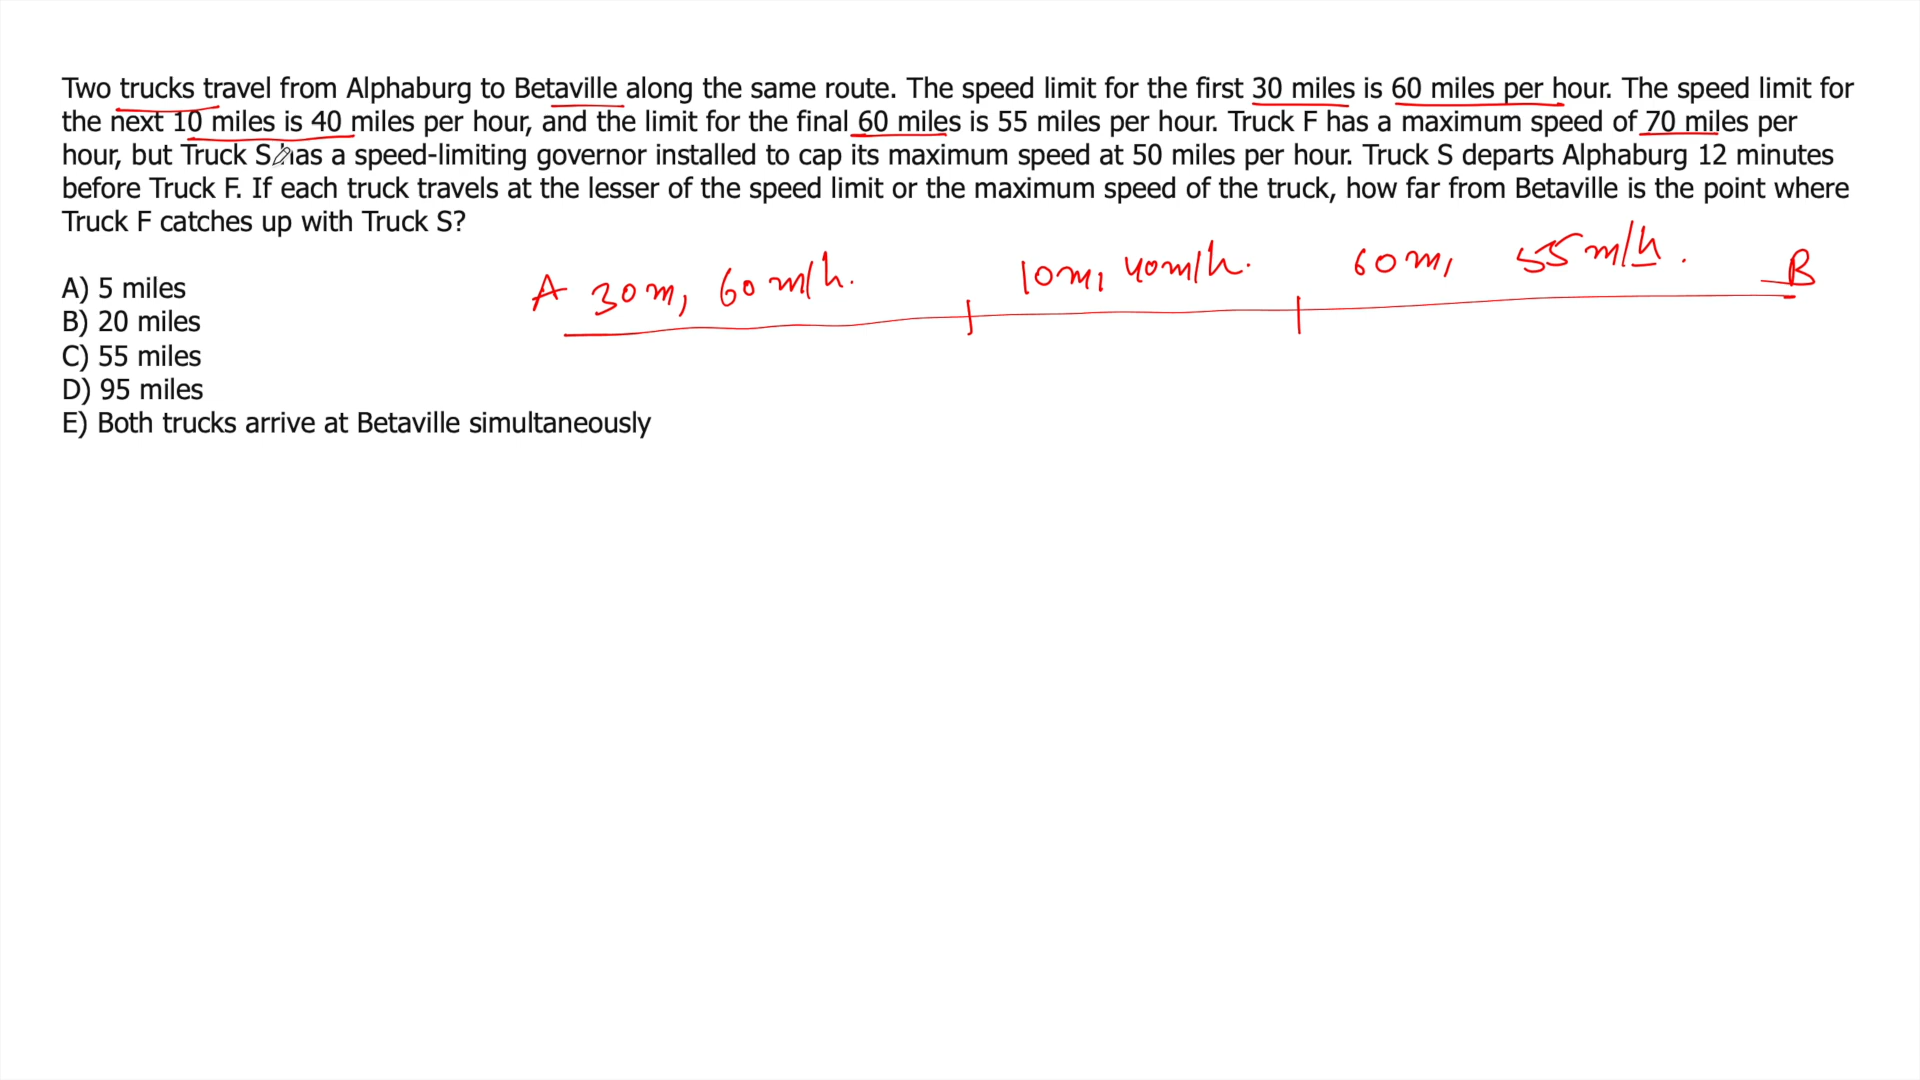 Two trucks travel from Alphaburg to Betaville along the same route. The speed limit for the first 30 miles is 60 miles per hour. The speed limit for
the next 10 miles is 40 miles per hour, and the limit for the final 60 miles is 55 miles per hour. Truck F has a maximum speed of 70 miles per
hour, but Truck S has a speed-limiting governor installed to cap its maximum speed at 50 miles per hour. Truck S departs Alphaburg 12 minutes
before Truck F. If each truck travels at the lesser of the speed limit or the maximum speed of the truck, how far from Betaville is the point where
Truck F catches up with Truck S?
A 30m, 60 m/h. 10m, 40m/h. 60m, 55 m/h. B
A) 5 miles
B) 20 miles
C) 55 miles
D) 95 miles
E) Both trucks arrive at Betaville simultaneously